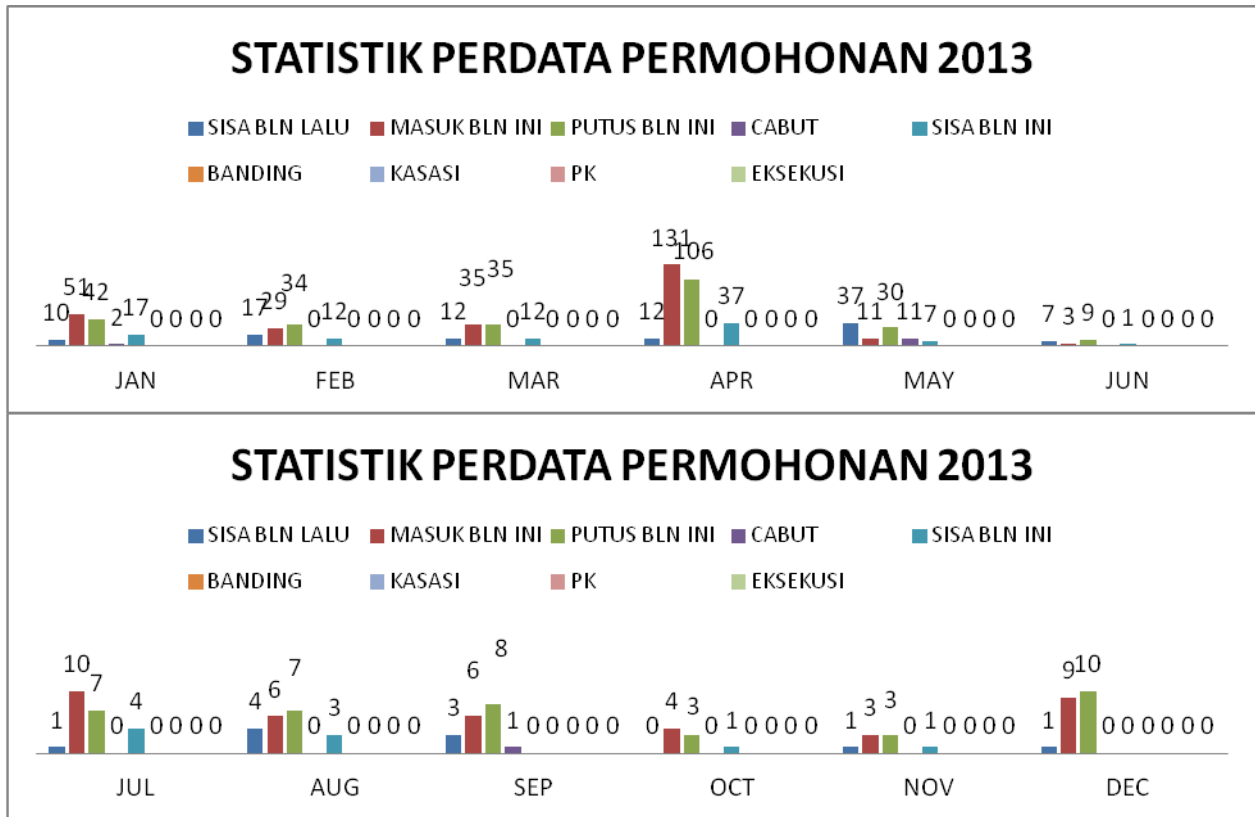 STATISTIK PERDATA PERMOHONAN 2013
SISA BLN LALU MASUK BLN INI PUTUS BLN INI CABUT SISA BLN INI
BANDING KASASI PK EKSEKUSI
10 51 42 2 17 0 0 0 0 17 29 34 0 12 0 0 0 0 12 35 35 0 12 0 0 0 0 12 131 106 0 37 0 0 0 0 37 11 30 11 7 0 0 0 0 7 3 9 0 1 0 0 0 0
JAN FEB MAR APR MAY JUN
STATISTIK PERDATA PERMOHONAN 2013
SISA BLN LALU MASUK BLN INI PUTUS BLN INI CABUT SISA BLN INI
BANDING KASASI PK EKSEKUSI
1 10 7 0 4 0 0 0 0 4 6 7 0 3 0 0 0 0 3 6 8 1 0 0 0 0 0 0 4 3 0 1 0 0 0 0 1 3 3 0 1 0 0 0 0 1 9 10 0 0 0 0 0 0
JUL AUG SEP OCT NOV DEC